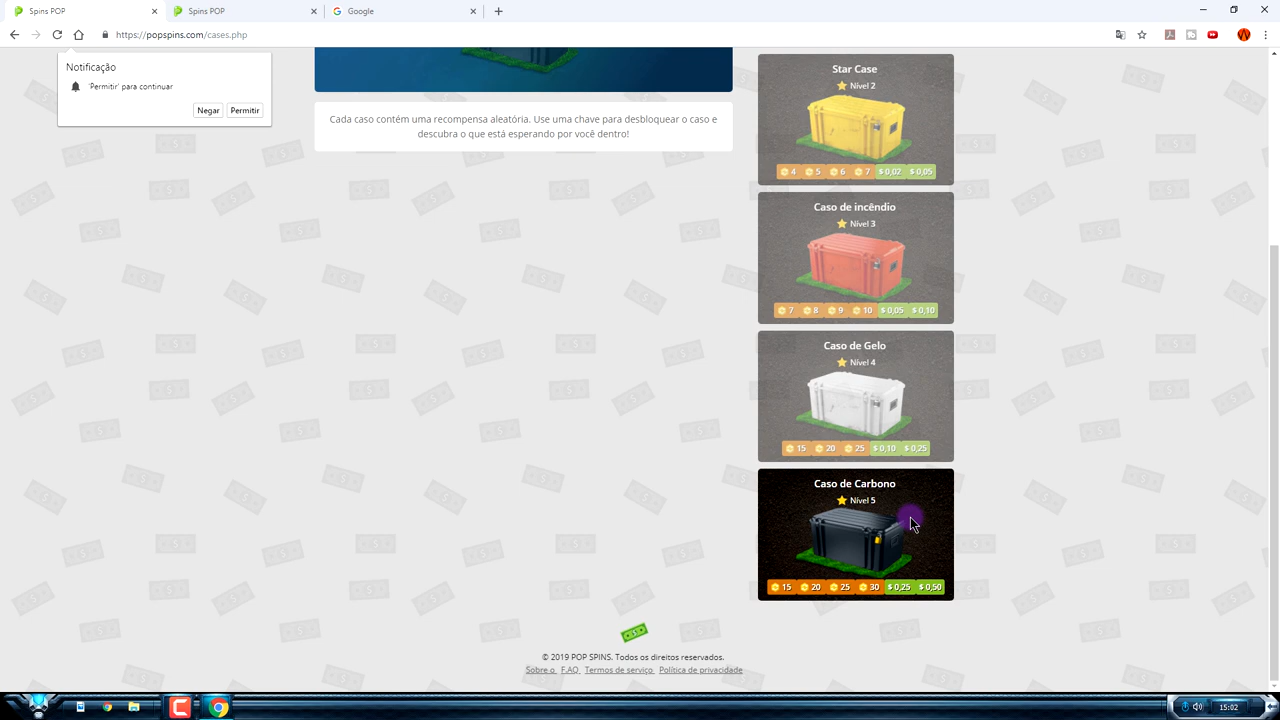 Spins POP
Spins POP
Google
https://popspins.com/cases.php
Notificação
'Permitir' para continuar
Negar Permitir
Cada caso contém uma recompensa aleatória. Use uma chave para desbloquear o caso e
descubra o que está esperando por você dentro!
Star Case
Nível 2
4 5 6 7 $ 0,02 $ 0,05
Caso de incêndio
Nível 3
7 8 9 10 $ 0,05 $ 0,10
Caso de Gelo
Nível 4
15 20 25 $ 0,10 $ 0,25
Caso de Carbono
Nível 5
15 20 25 30 $ 0,25 $ 0,50
© 2019 POP SPINS. Todos os direitos reservados.
Sobre o F.AQ. Termos de serviço Política de privacidade
15:02